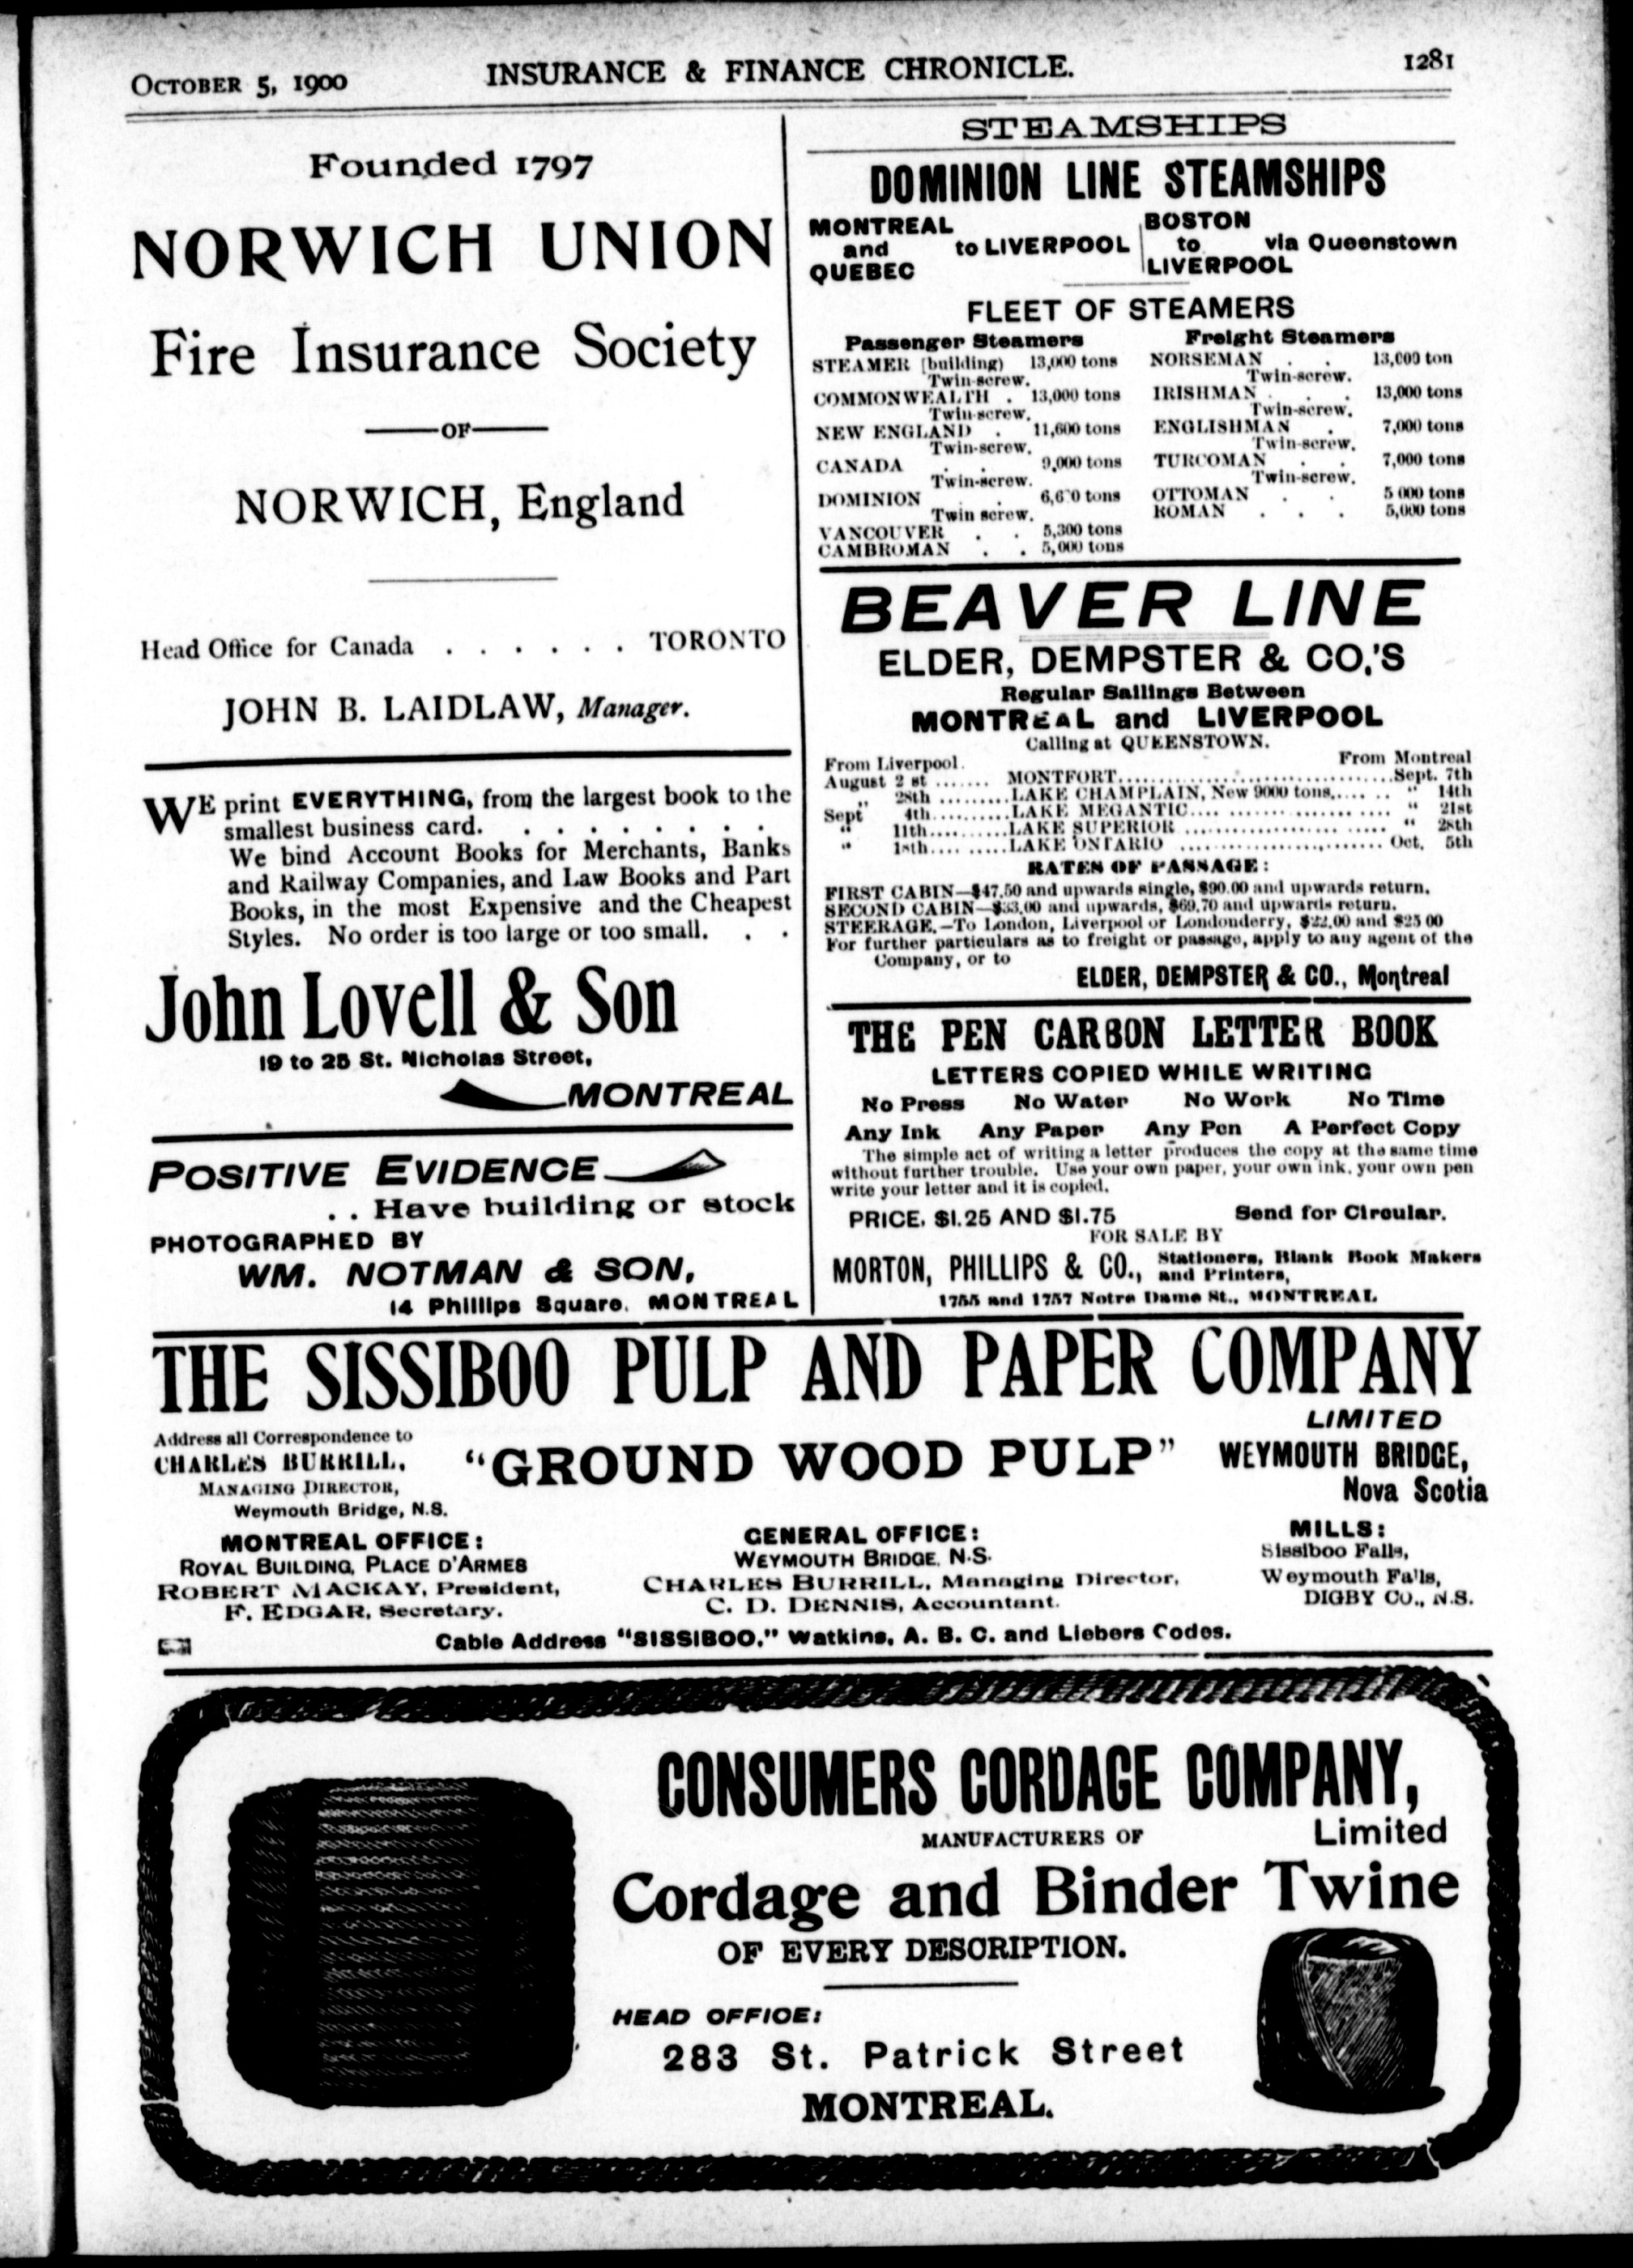 OCTOBER 5, 1900 INSURANCE & FINANCE CHRONICLE. 1281
Founded 1797
NORWICH UNION
Fire Insurance Society
OF
NORWICH, England
Head Office for Canada . . . . . . TORONTO
JOHN B. LAIDLAW, Manager.
WE print EVERYTHING, from the largest book to the
smallest business card. . . . . . . . .
We bind Account Books for Merchants, Banks
and Railway Companies, and Law Books and Part
Books, in the most Expensive and the Cheapest
Styles. No order is too large or too small. . .
John Lovell & Son
19 to 25 St. Nicholas Street,
MONTREAL
POSITIVE EVIDENCE
. . Have building or stock
PHOTOGRAPHED BY
WM. NOTMAN & SON,
14 Phillips Square. MONTREAL
STEAMSHIPS
DOMINION LINE STEAMSHIPS
MONTREAL and QUEBEC to LIVERPOOL
BOSTON to LIVERPOOL via Queenstown
FLEET OF STEAMERS
Passenger Steamers
STEAMER (building) 13,000 tons
Twin-screw.
COMMONWEALTH . 13,000 tons
Twin-screw.
NEW ENGLAND . 11,600 tons
Twin-screw.
CANADA . . 9,000 tons
Twin-screw.
DOMINION . 6,6 0 tons
Twin screw.
VANCOUVER . . 5,300 tons
CAMBROMAN . . 5,000 tons
Freight Steamers
NORSEMAN . . 13,000 ton
Twin-screw.
IRISHMAN . . 13,000 tons
Twin-screw.
ENGLISHMAN . 7,000 tons
Twin-screw.
TURCOMAN . . 7,000 tons
Twin-screw.
OTTOMAN . . 5 000 tons
ROMAN . . . 5,000 tons
BEAVER LINE
ELDER, DEMPSTER & CO.'S
Regular Sailings Between
MONTREAL and LIVERPOOL
Calling at QUEENSTOWN.
From Liverpool. From Montreal
August 2 st ....... MONTFORT.................................Sept. 7th
" 28th .........LAKE CHAMPLAIN, New 9000 tons....... " 14th
Sept 4th..........LAKE MEGANTIC.... ................... " 21st
" 11th..........LAKE SUPERIOR ......................... " 28th
" 18th..........LAKE ONTARIO .........................Oct. 5th
RATES OF PASSAGE:
FIRST CABIN—$47.50 and upwards single, $90.00 and upwards return.
SECOND CABIN—$33.00 and upwards, $60.70 and upwards return.
STEERAGE.—To London, Liverpool or Londonderry, $22.00 and $25 00
For further particulars as to freight or passage, apply to any agent of the
Company, or to
ELDER, DEMPSTER & CO., Montreal
THE PEN CARBON LETTER BOOK
LETTERS COPIED WHILE WRITING
No Press No Water No Work No Time
Any Ink Any Paper Any Pen A Perfect Copy
The simple act of writing a letter produces the copy at the same time
without further trouble. Use your own paper, your own ink, your own pen
write your letter and it is copied.
PRICE, $1.25 AND $1.75 Send for Circular.
FOR SALE BY
MORTON, PHILLIPS & CO., Stationers, Blank Book Makers
and Printers,
1755 and 1757 Notre Dame St., MONTREAL
THE SISSIBOO PULP AND PAPER COMPANY
LIMITED
Address all Correspondence to
CHARLES BURRILL,
MANAGING DIRECTOR,
Weymouth Bridge, N.S.
"GROUND WOOD PULP"
WEYMOUTH BRIDGE,
Nova Scotia
MONTREAL OFFICE:
ROYAL BUILDING, PLACE D'ARMES
ROBERT MACKAY, President,
F. EDGAR, Secretary.
GENERAL OFFICE:
WEYMOUTH BRIDGE, N.S.
CHARLES BURRILL, Managing Director,
C. D. DENNIS, Accountant.
MILLS:
Sissiboo Falls,
Weymouth Falls,
DIGBY CO., N.S.
Cable Address "SISSIBOO," Watkins, A. B. C. and Liebers Codes.
CONSUMERS CORDAGE COMPANY,
MANUFACTURERS OF Limited
Cordage and Binder Twine
OF EVERY DESCRIPTION.
HEAD OFFICE:
283 St. Patrick Street
MONTREAL.